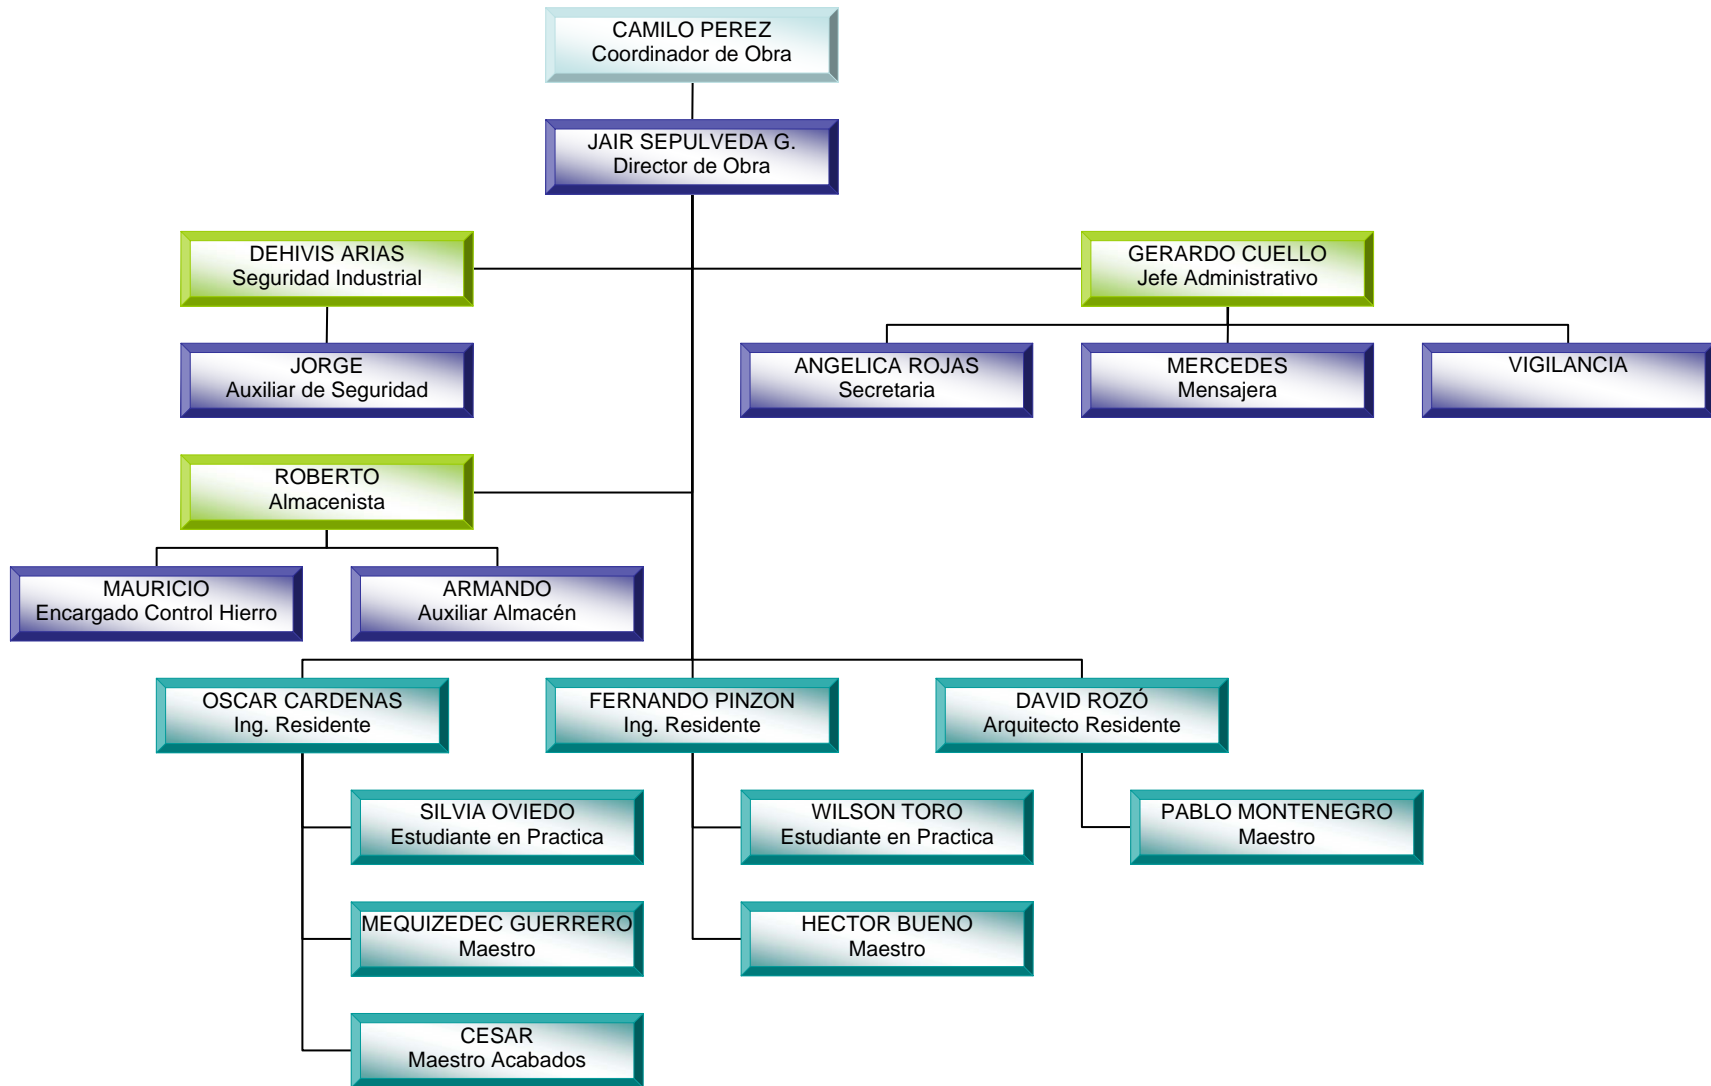 CAMILO PEREZ
Coordinador de Obra
JAIR SEPULVEDA G.
Director de Obra
DEHIVIS ARIAS
Seguridad Industrial
GERARDO CUELLO
Jefe Administrativo
JORGE
Auxiliar de Seguridad
ANGELICA ROJAS
Secretaria
MERCEDES
Mensajera
VIGILANCIA
ROBERTO
Almacenista
MAURICIO
Encargado Control Hierro
ARMANDO
Auxiliar Almacén
OSCAR CARDENAS
Ing. Residente
FERNANDO PINZON
Ing. Residente
DAVID ROZÓ
Arquitecto Residente
SILVIA OVIEDO
Estudiante en Practica
WILSON TORO
Estudiante en Practica
PABLO MONTENEGRO
Maestro
MEQUIZEDEC GUERRERO
Maestro
HECTOR BUENO
Maestro
CESAR
Maestro Acabados